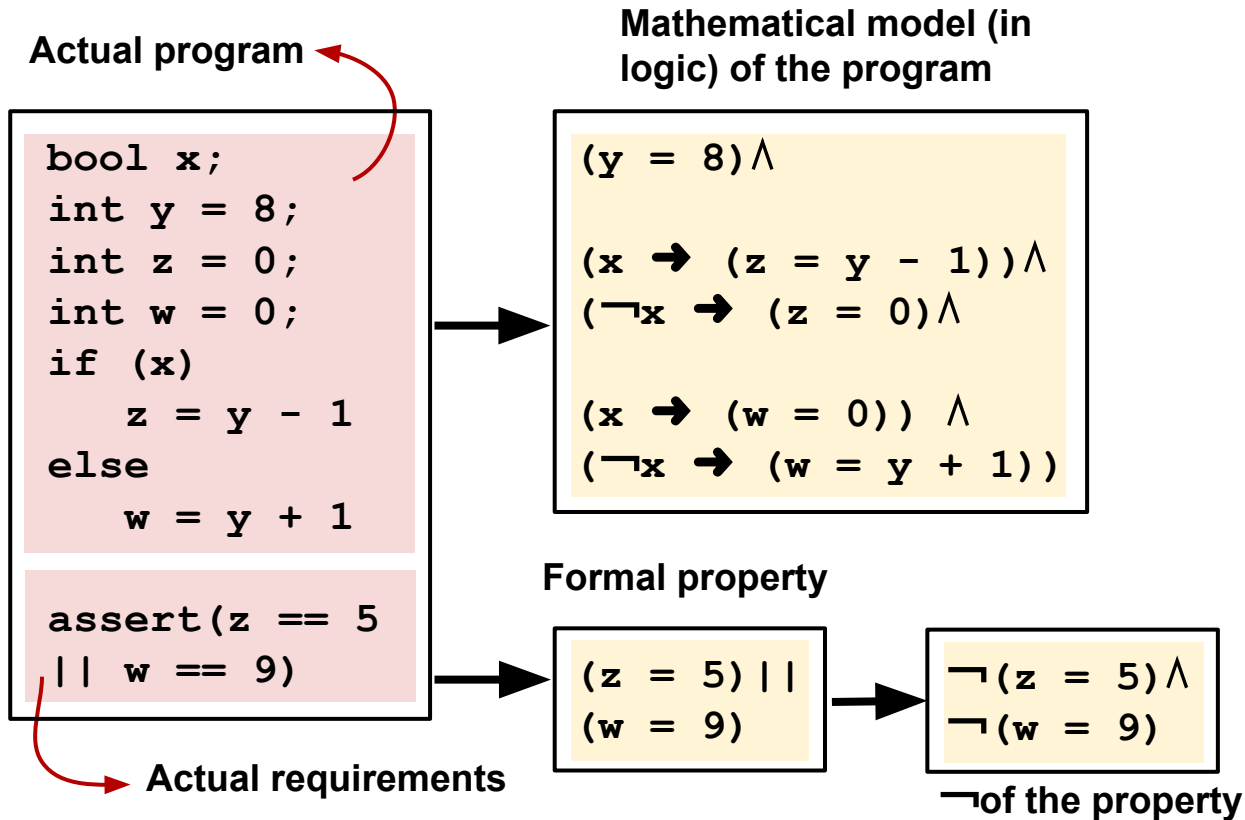 Actual program
bool x;
int y = 8;
int z = 0;
int w = 0;
if (x)
z = y - 1
else
w = y + 1
assert(z == 5
|| w == 9)
Actual requirements
Mathematical model (in
logic) of the program
(y = 8)∧
(x ➔ (z = y - 1))∧
(¬x ➔ (z = 0)∧
(x ➔ (w = 0)) ∧
(¬x ➔ (w = y + 1))
Formal property
(z = 5)||
(w = 9)
¬(z = 5)∧
¬(w = 9)
¬of the property